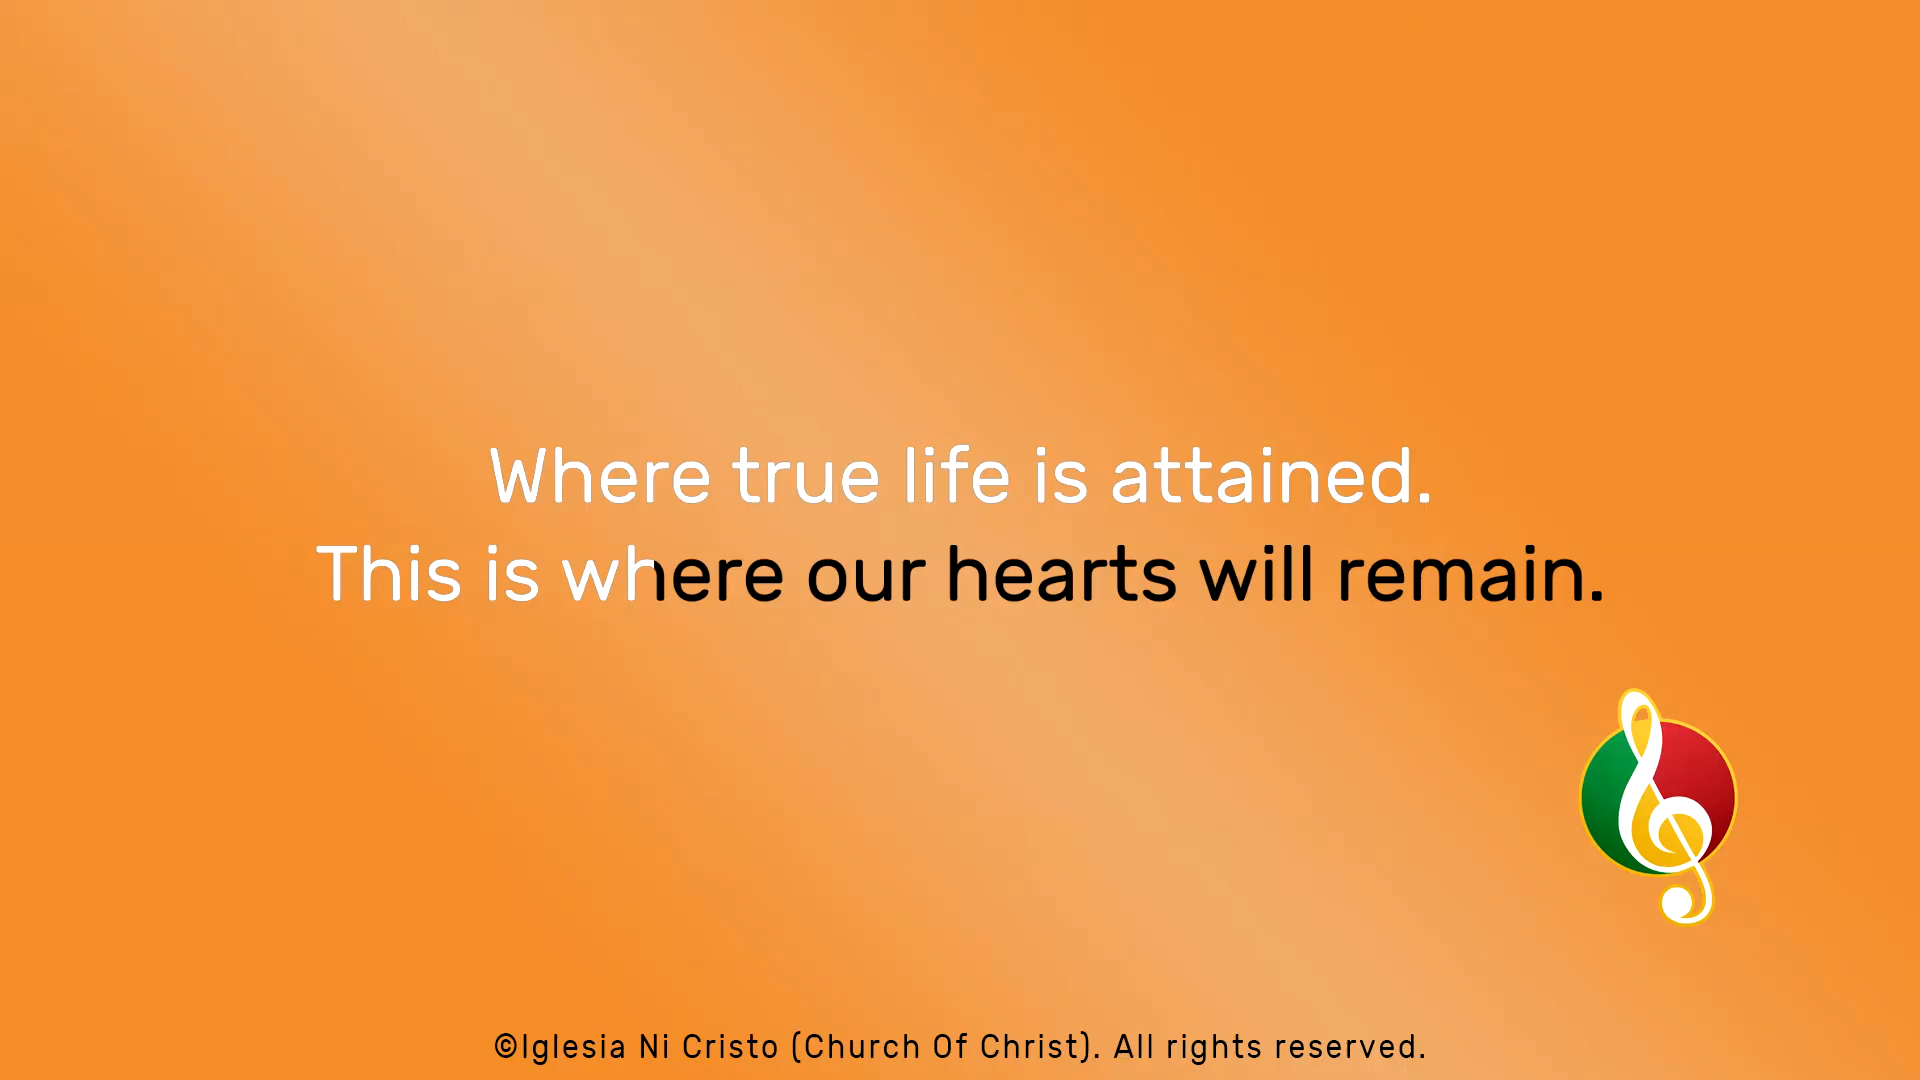 Where true life is attained.
This is where our hearts will remain.
©Iglesia Ni Cristo (Church Of Christ). All rights reserved.